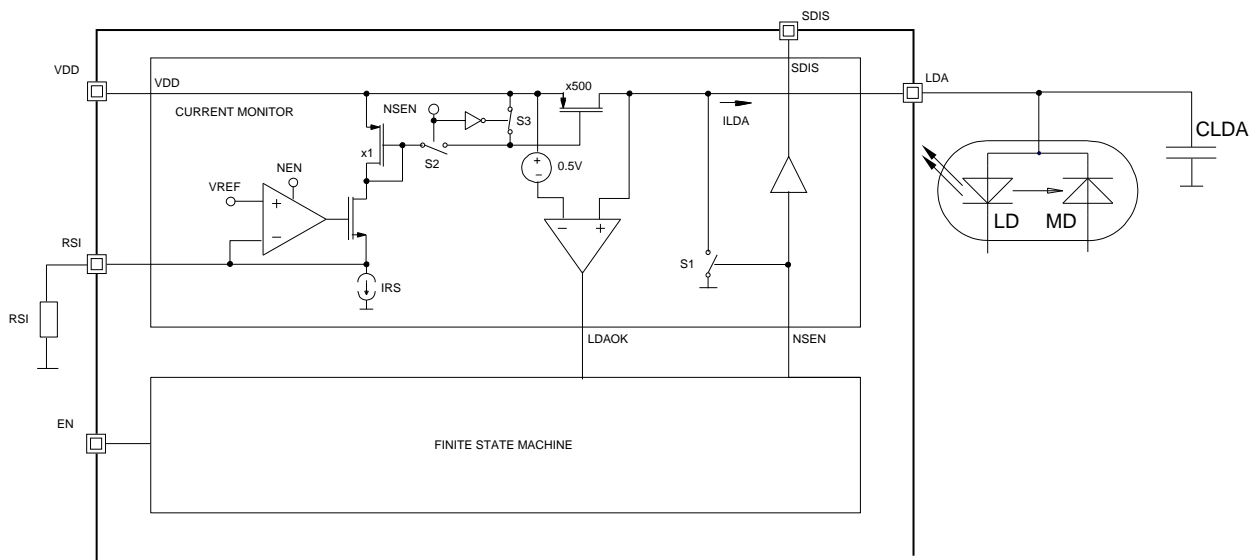 SDIS
VDD
VDD
x500
SDIS
LDA
CURRENT MONITOR
NSEN
S3
ILDA
CLDA
x1
S2
+
−
0.5V
NEN
VREF
+
−
− +
LD
MD
RSI
S1
IRS
RSI
LDAOK
NSEN
EN
FINITE STATE MACHINE